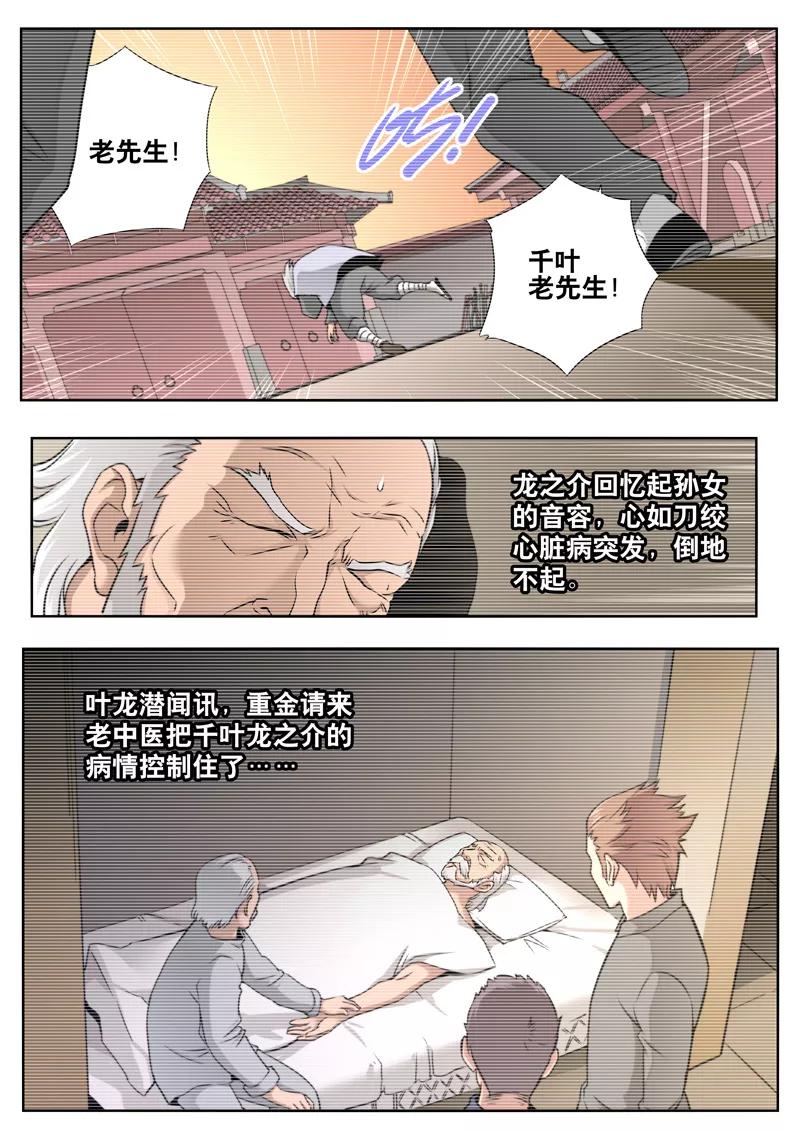 老先生！
千叶
老先生！
龙之介回忆起孙女
的音容，心如刀绞
心脏病突发，倒地
不起。
叶龙潜闻讯，重金请来
老中医把千叶龙之介的
病情控制住了……